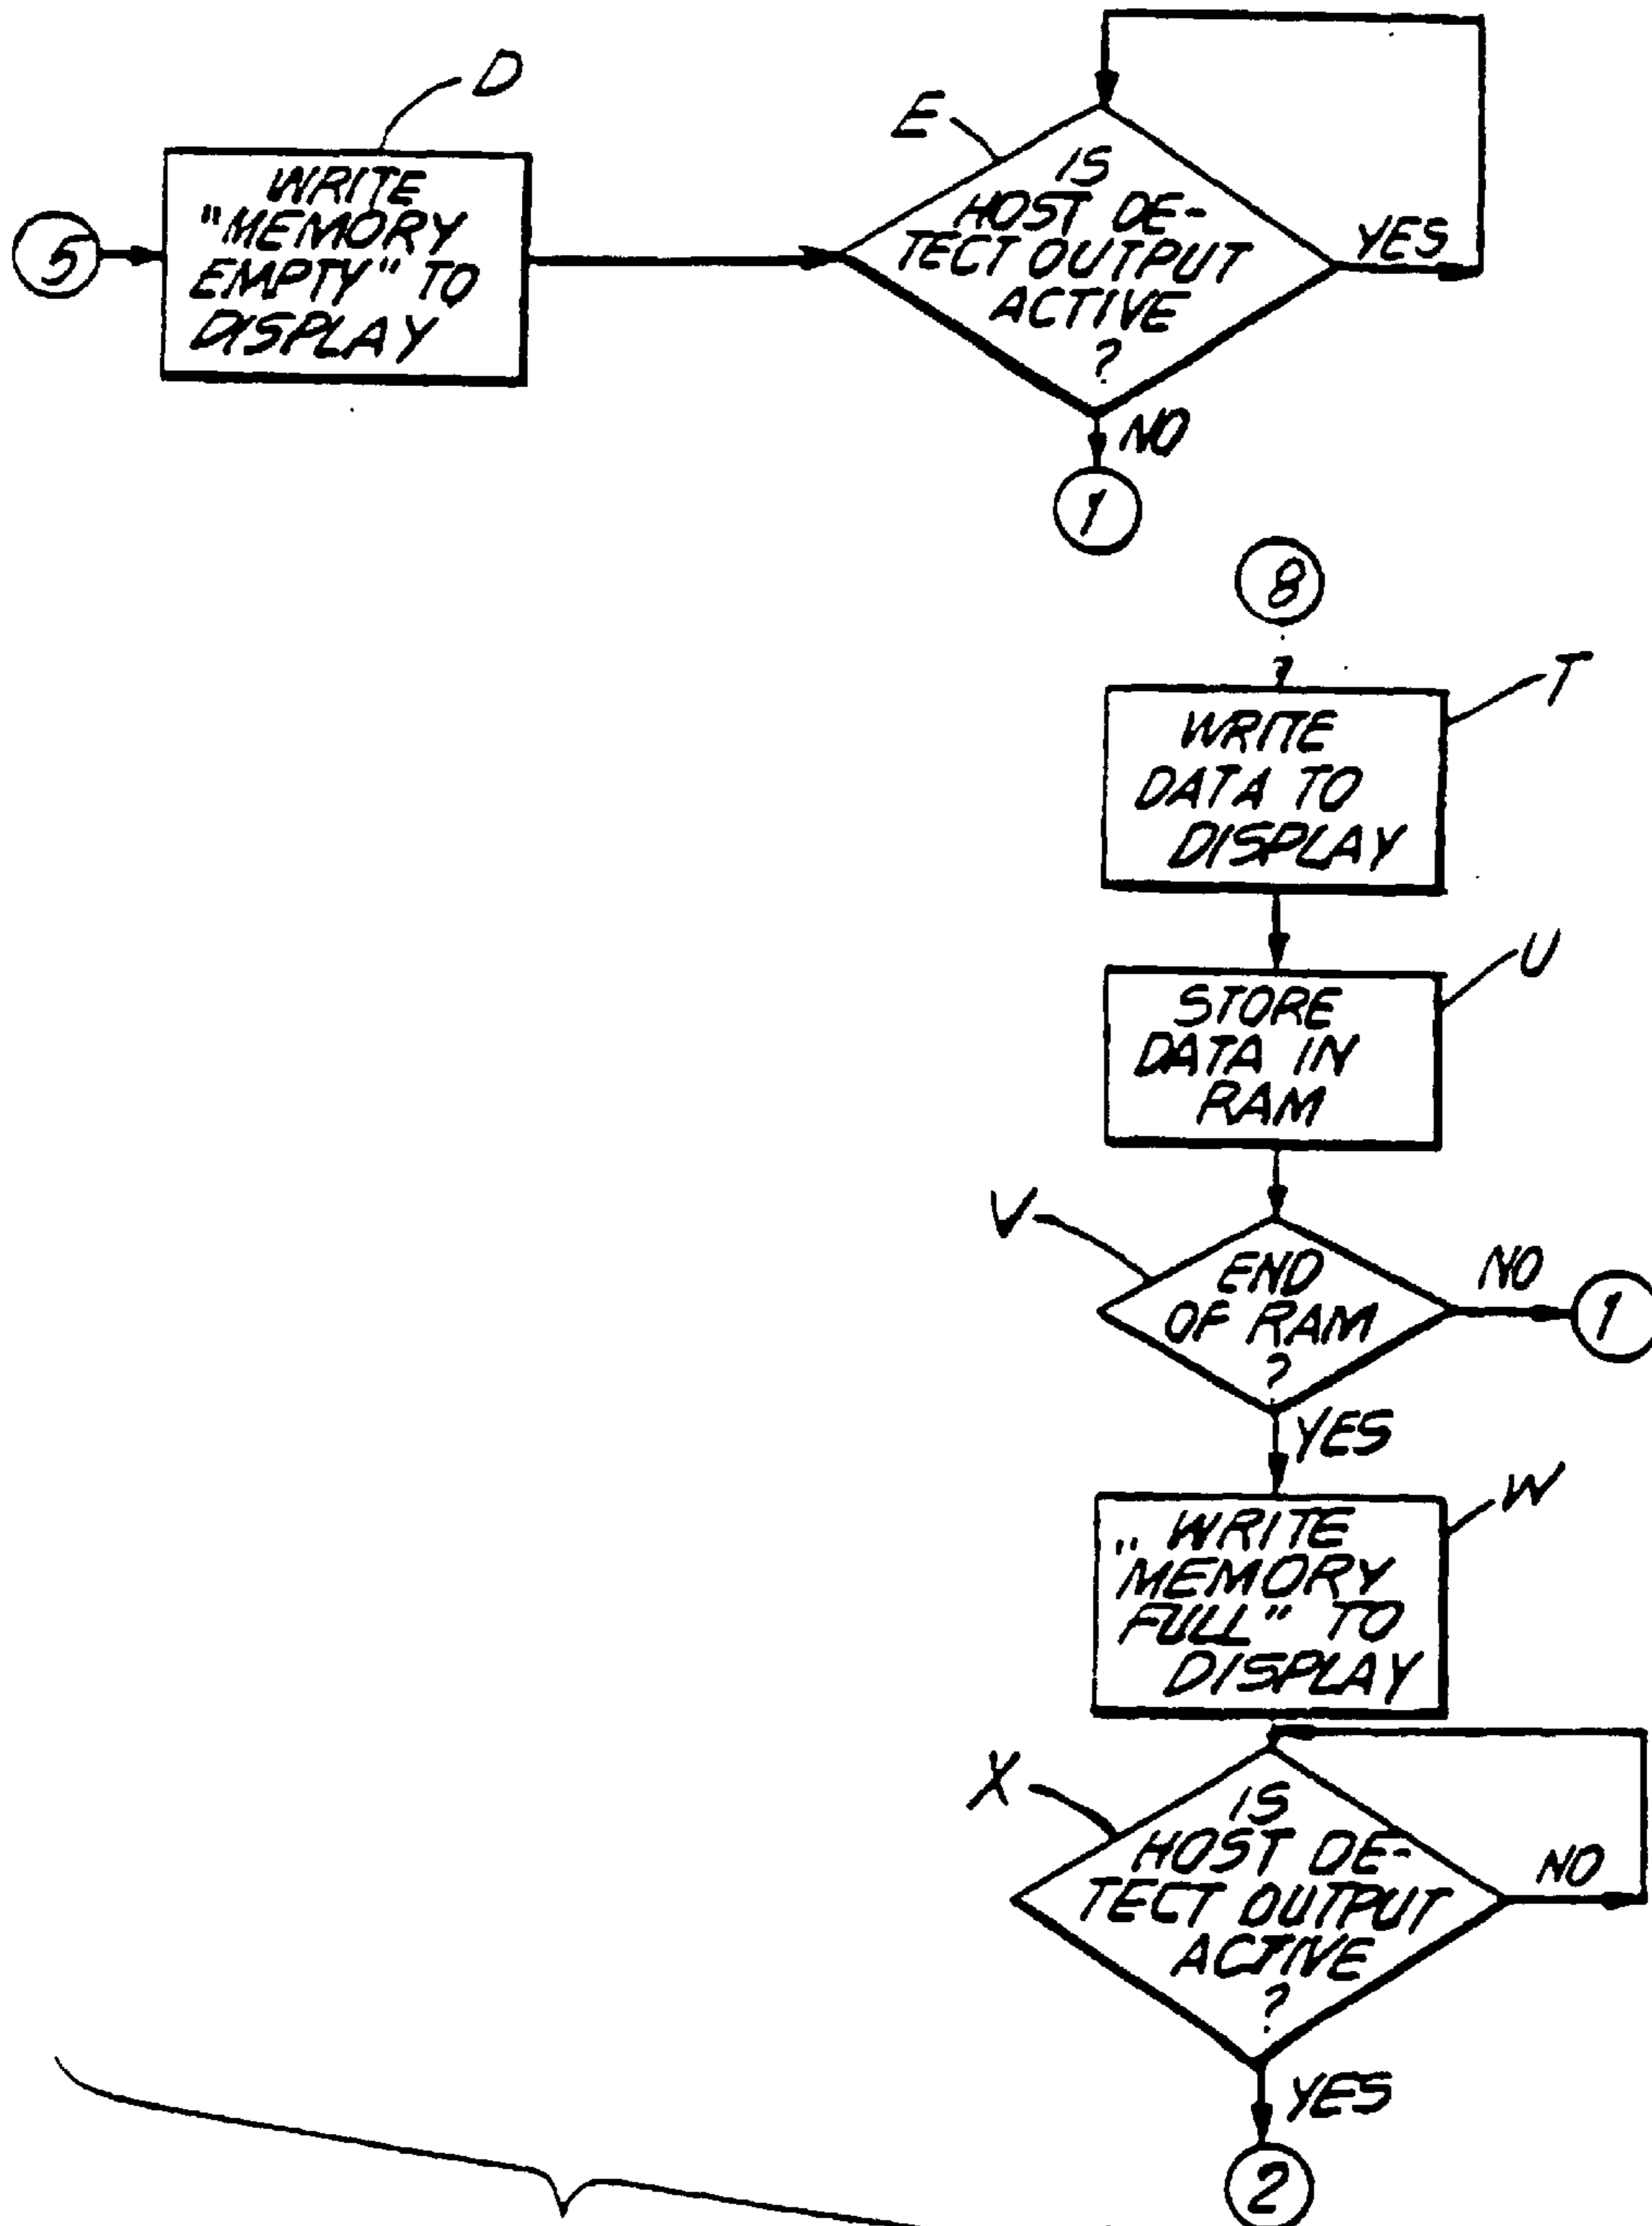 D
5
WRITE
"MEMORY
EMPTY" TO
DISPLAY
E
IS
HOST DE-
TECT OUTPUT
ACTIVE
?
YES
NO
1
8
T
WRITE
DATA TO
DISPLAY
U
STORE
DATA IN
RAM
V
END
OF RAM
?
NO
1
YES
W
WRITE
"MEMORY
FULL" TO
DISPLAY
X
IS
HOST DE-
TECT OUTPUT
ACTIVE
?
NO
YES
2